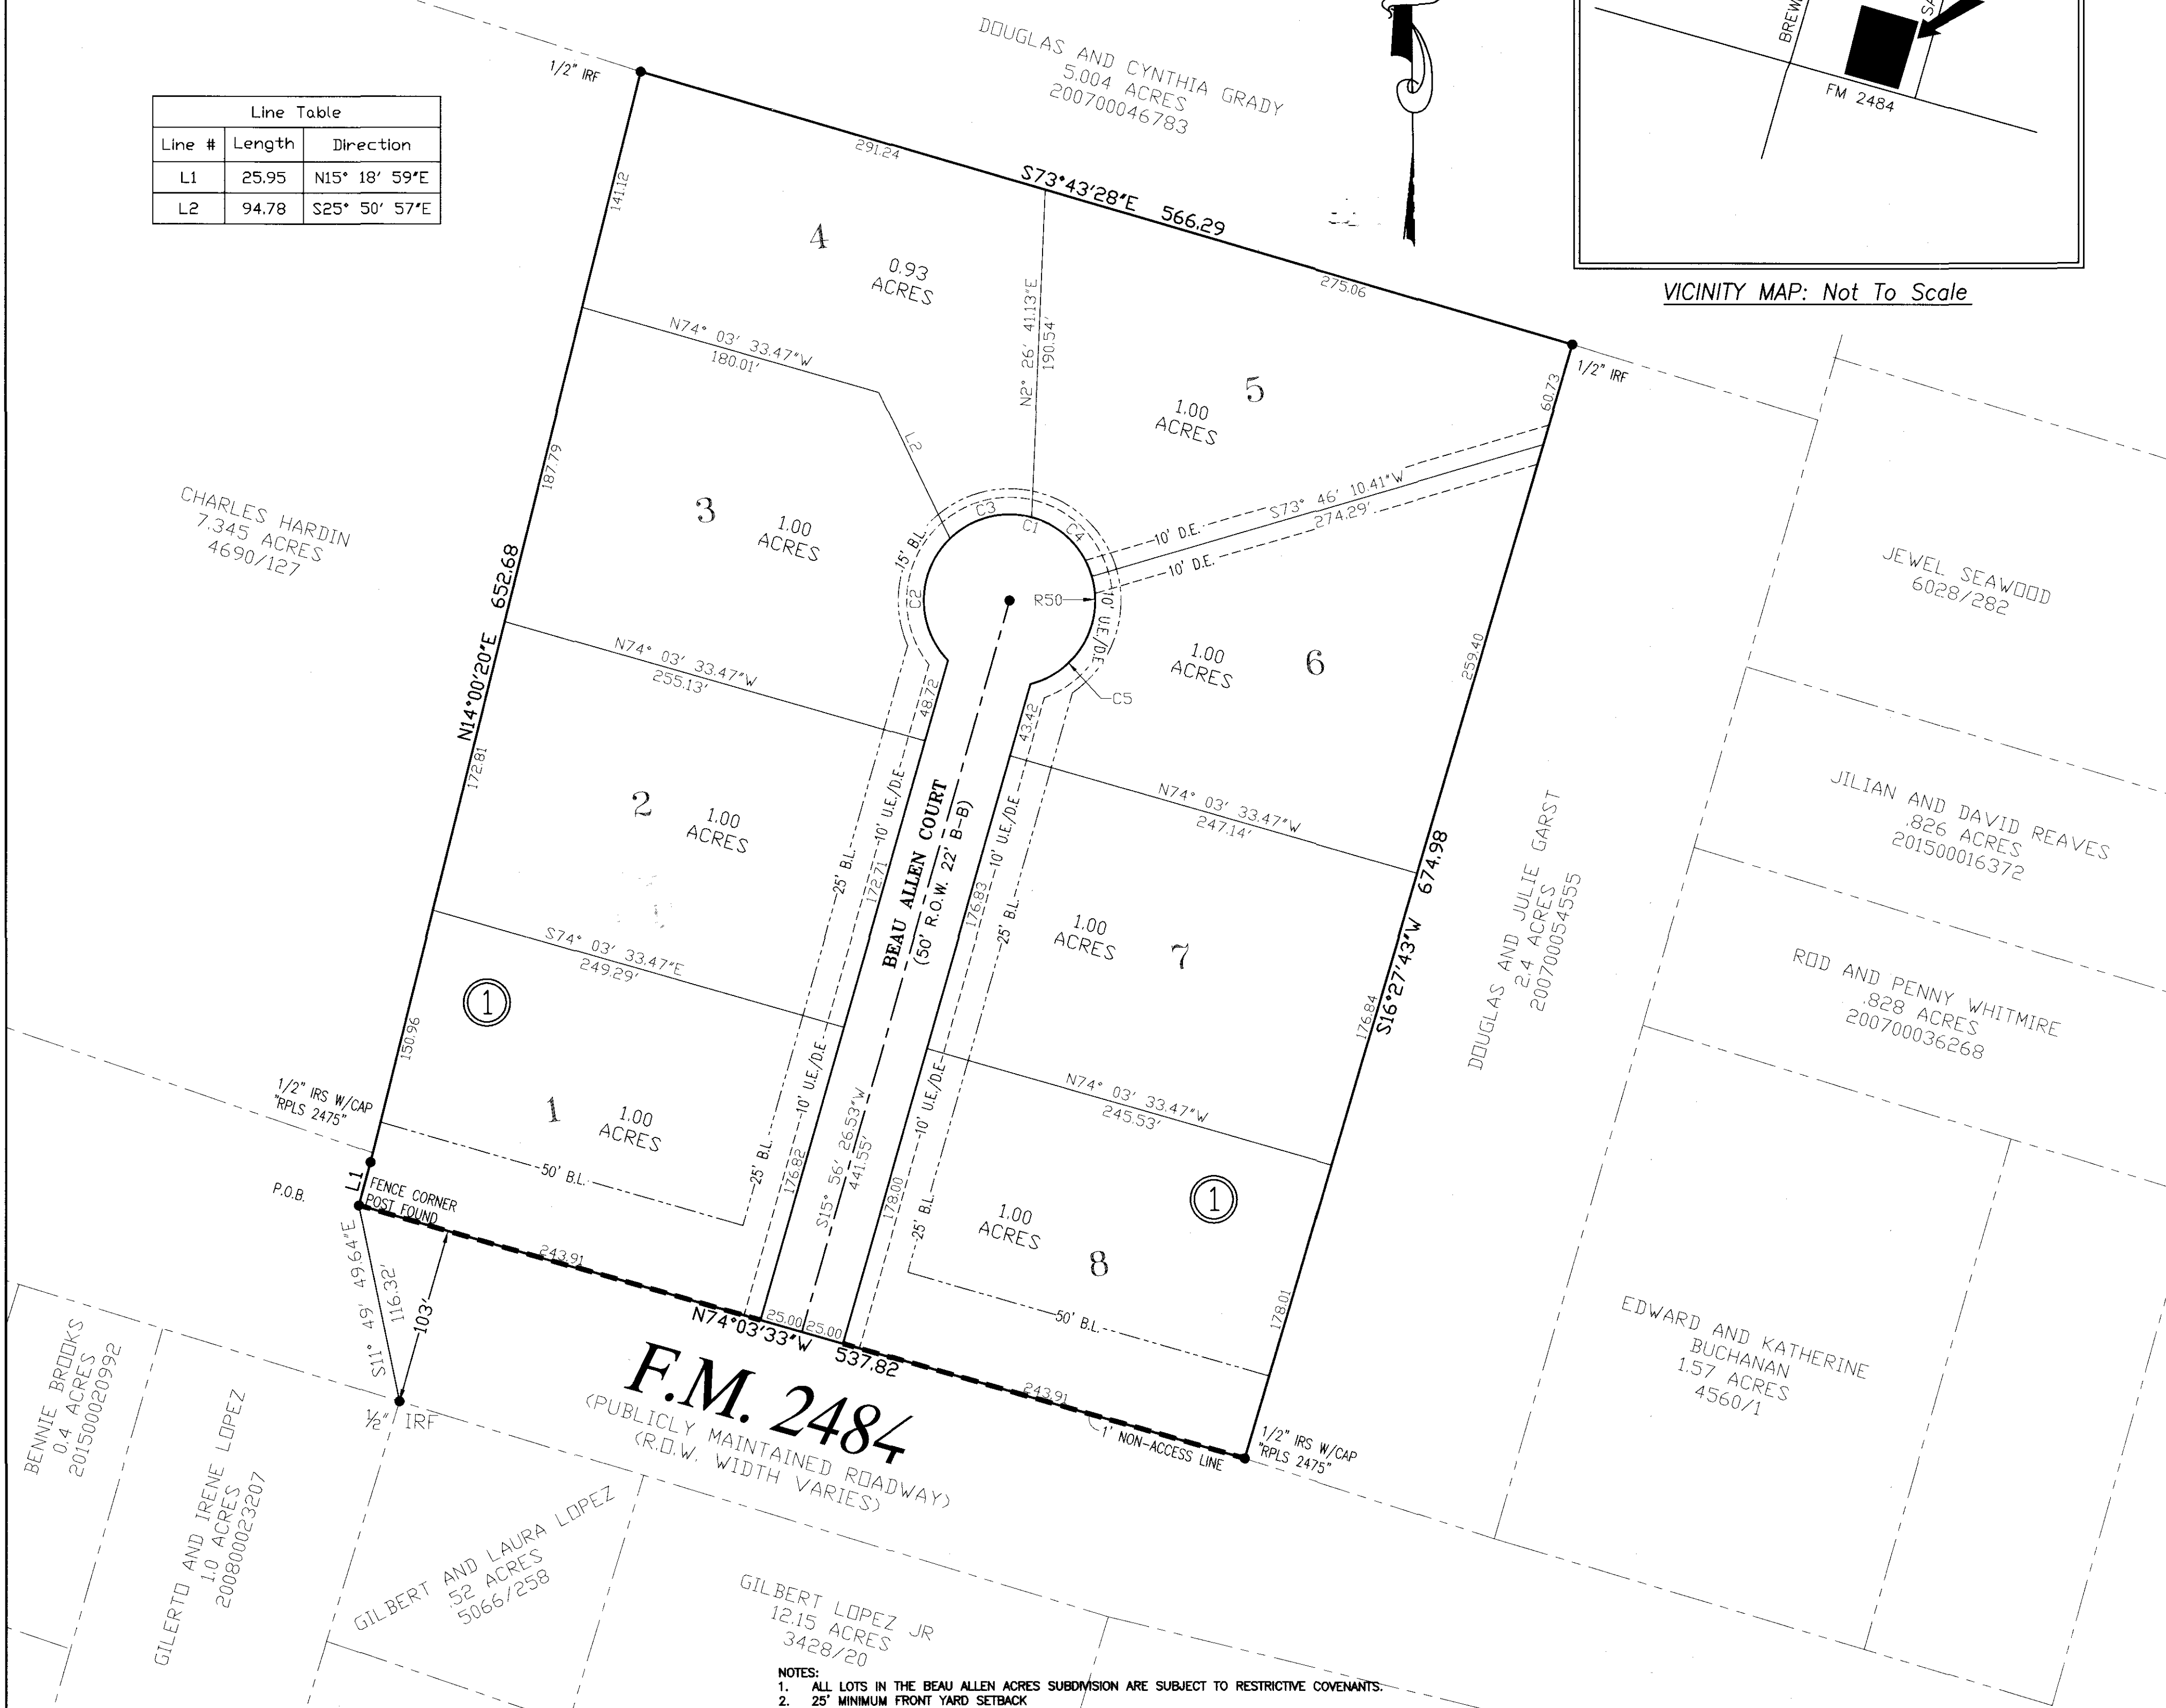 Line Table
Line # Length Direction
L1 25.95 N15° 18' 59"E
L2 94.78 S25° 50' 57"E
DOUGLAS AND CYNTHIA GRADY
5.004 ACRES
200700046783
FM 2484
VICINITY MAP: Not To Scale
1/2" IRF
291.24
S73°43'28"E 566.29
275.06
1/2" IRF
141.12
4
0.93
ACRES
N2° 26' 41.13"E
190.54'
5
1.00
ACRES
60.73
N74° 03' 33.47"W
180.01'
L2
187.79
3
1.00
ACRES
CHARLES HARDIN
7.345 ACRES
4690/127
N14°00'20"E 652.68
15' B.L.
C3
C1
C4
C2
R50
10' D.E.
S73° 46' 10.41"W
274.29'
10' D.E.
10' U.E./D.E
C5
1.00
ACRES
6
259.40
JEWEL SEAWOOD
6028/282
N74° 03' 33.47"W
255.13'
48.72
43.42
172.81
2
1.00
ACRES
25' B.L.
10' U.E./D.E
172.71
BEAU ALLEN COURT
(50' R.O.W. 22' B-B)
10' U.E./D.E
176.83
25' B.L.
N74° 03' 33.47"W
247.14'
S16°27'43"W 674.98
1.00
ACRES
7
176.84
DOUGLAS AND JULIE GARST
2.4 ACRES
200700054555
JILIAN AND DAVID REAVES
.826 ACRES
201500016372
ROD AND PENNY WHITMIRE
.828 ACRES
200700036268
S74° 03' 33.47"E
249.29'
1
150.96
1
1.00
ACRES
50' B.L.
25' B.L.
10' U.E./D.E
176.82
S15° 56' 26.53"W
441.55'
178.00
10' U.E./D.E
25' B.L.
N74° 03' 33.47"W
245.53'
1
1.00
ACRES
8
50' B.L.
178.01
1/2" IRS W/CAP
"RPLS 2475"
L1
FENCE CORNER
POST FOUND
P.O.B.
S11° 49' 49.64"E
116.32'
103'
243.91
N74°03'33"W 537.82
25.00
25.00
243.91
1' NON-ACCESS LINE
1/2" IRS W/CAP
"RPLS 2475"
1/2" IRF
F.M. 2484
(PUBLICLY MAINTAINED ROADWAY)
(R.O.W. WIDTH VARIES)
EDWARD AND KATHERINE
BUCHANAN
1.57 ACRES
4560/1
BENNIE BROOKS
0.4 ACRES
201500020992
GILERTO AND IRENE LOPEZ
1.0 ACRES
200800023207
GILBERT AND LAURA LOPEZ
.52 ACRES
5066/258
GILBERT LOPEZ JR
12.15 ACRES
3428/20
NOTES:
1. ALL LOTS IN THE BEAU ALLEN ACRES SUBDIVISION ARE SUBJECT TO RESTRICTIVE COVENANTS.
2. 25' MINIMUM FRONT YARD SETBACK